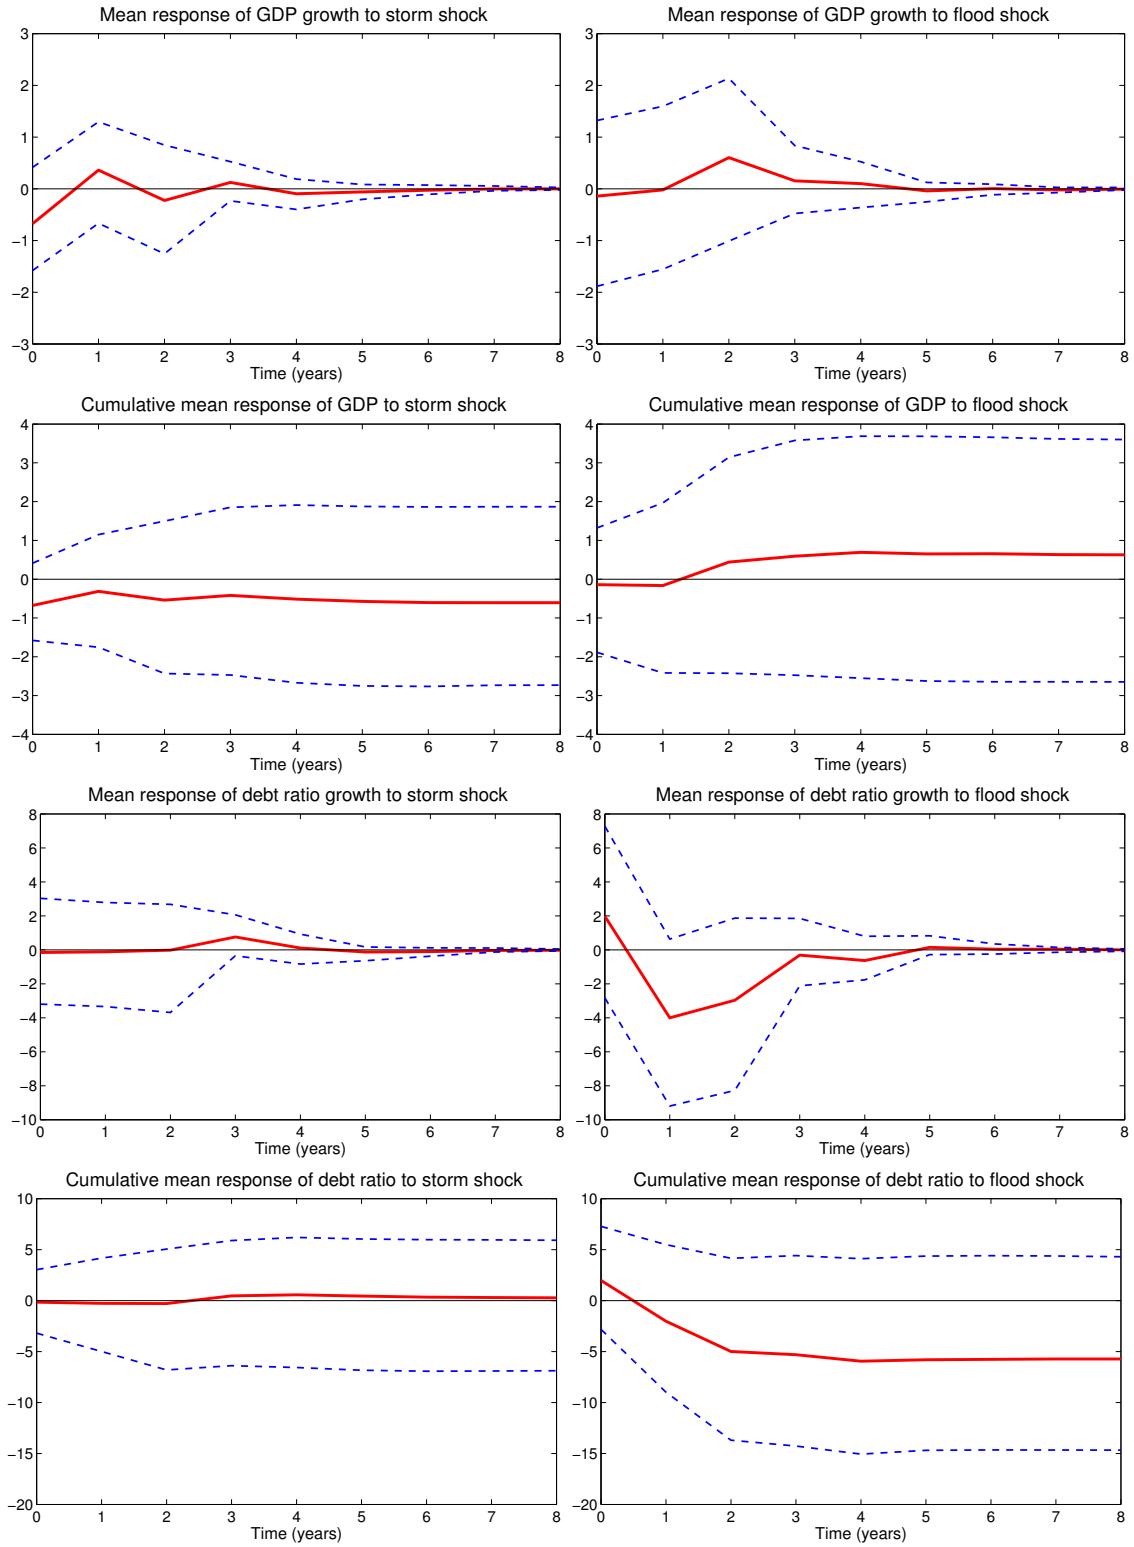 Mean response of GDP growth to storm shock
3
2
1
0
−1
−2
−3
0 1 2 3 4 5 6 7 8
Time (years)
Mean response of GDP growth to flood shock
3
2
1
0
−1
−2
−3
0 1 2 3 4 5 6 7 8
Time (years)
Cumulative mean response of GDP to storm shock
4
3
2
1
0
−1
−2
−3
−4
0 1 2 3 4 5 6 7 8
Time (years)
Cumulative mean response of GDP to flood shock
4
3
2
1
0
−1
−2
−3
−4
0 1 2 3 4 5 6 7 8
Time (years)
Mean response of debt ratio growth to storm shock
8
6
4
2
0
−2
−4
−6
−8
−10
0 1 2 3 4 5 6 7 8
Time (years)
Mean response of debt ratio growth to flood shock
8
6
4
2
0
−2
−4
−6
−8
−10
0 1 2 3 4 5 6 7 8
Time (years)
Cumulative mean response of debt ratio to storm shock
10
5
0
−5
−10
−15
−20
0 1 2 3 4 5 6 7 8
Time (years)
Cumulative mean response of debt ratio to flood shock
10
5
0
−5
−10
−15
−20
0 1 2 3 4 5 6 7 8
Time (years)